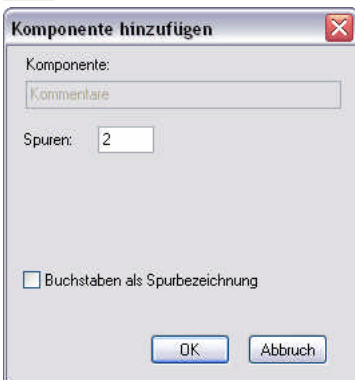 Komponente hinzufügen
Komponente:
Kommentare
Spuren: 2
Buchstaben als Spurbezeichnung
OK Abbruch